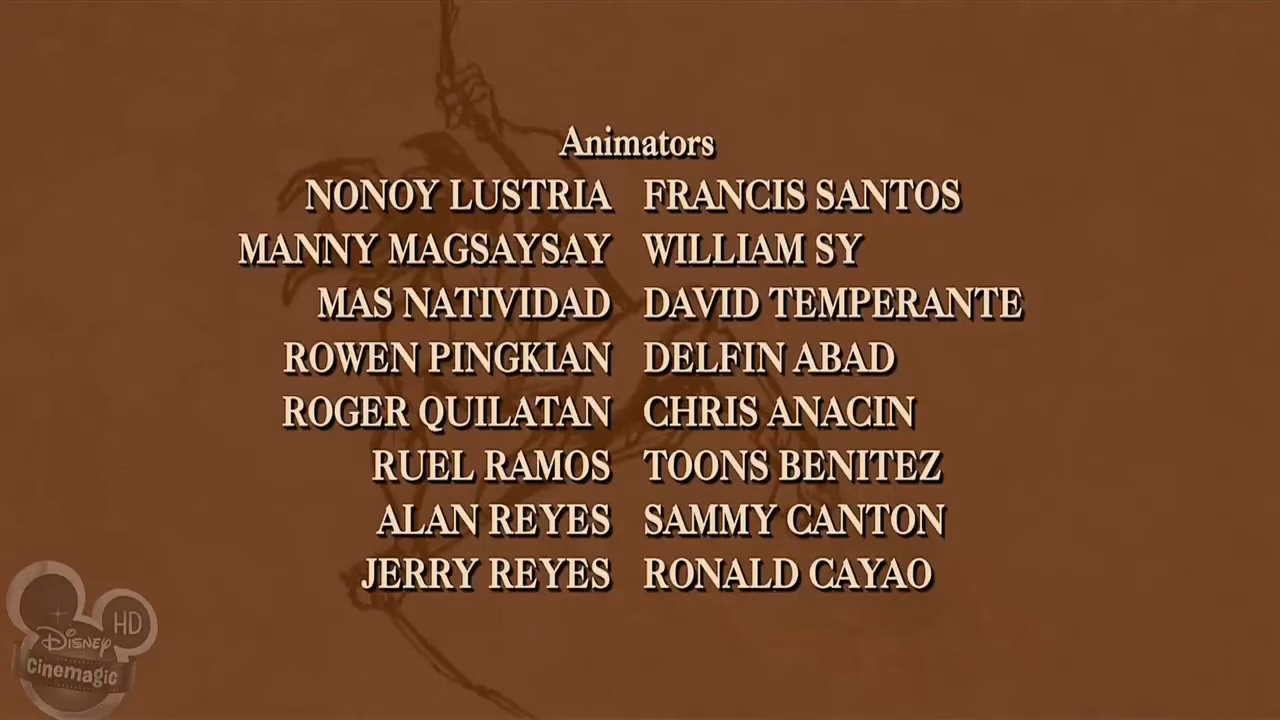 Animators
NONOY LUSTRIA FRANCIS SANTOS
MANNY MAGSAYSAY WILLIAM SY
MAS NATIVIDAD DAVID TEMPERANTE
ROWEN PINGKIAN DELFIN ABAD
ROGER QUILATAN CHRIS ANACIN
RUEL RAMOS TOONS BENITEZ
ALAN REYES SAMMY CANTON
JERRY REYES RONALD CAYAO
HD
Disney
Cinemagic